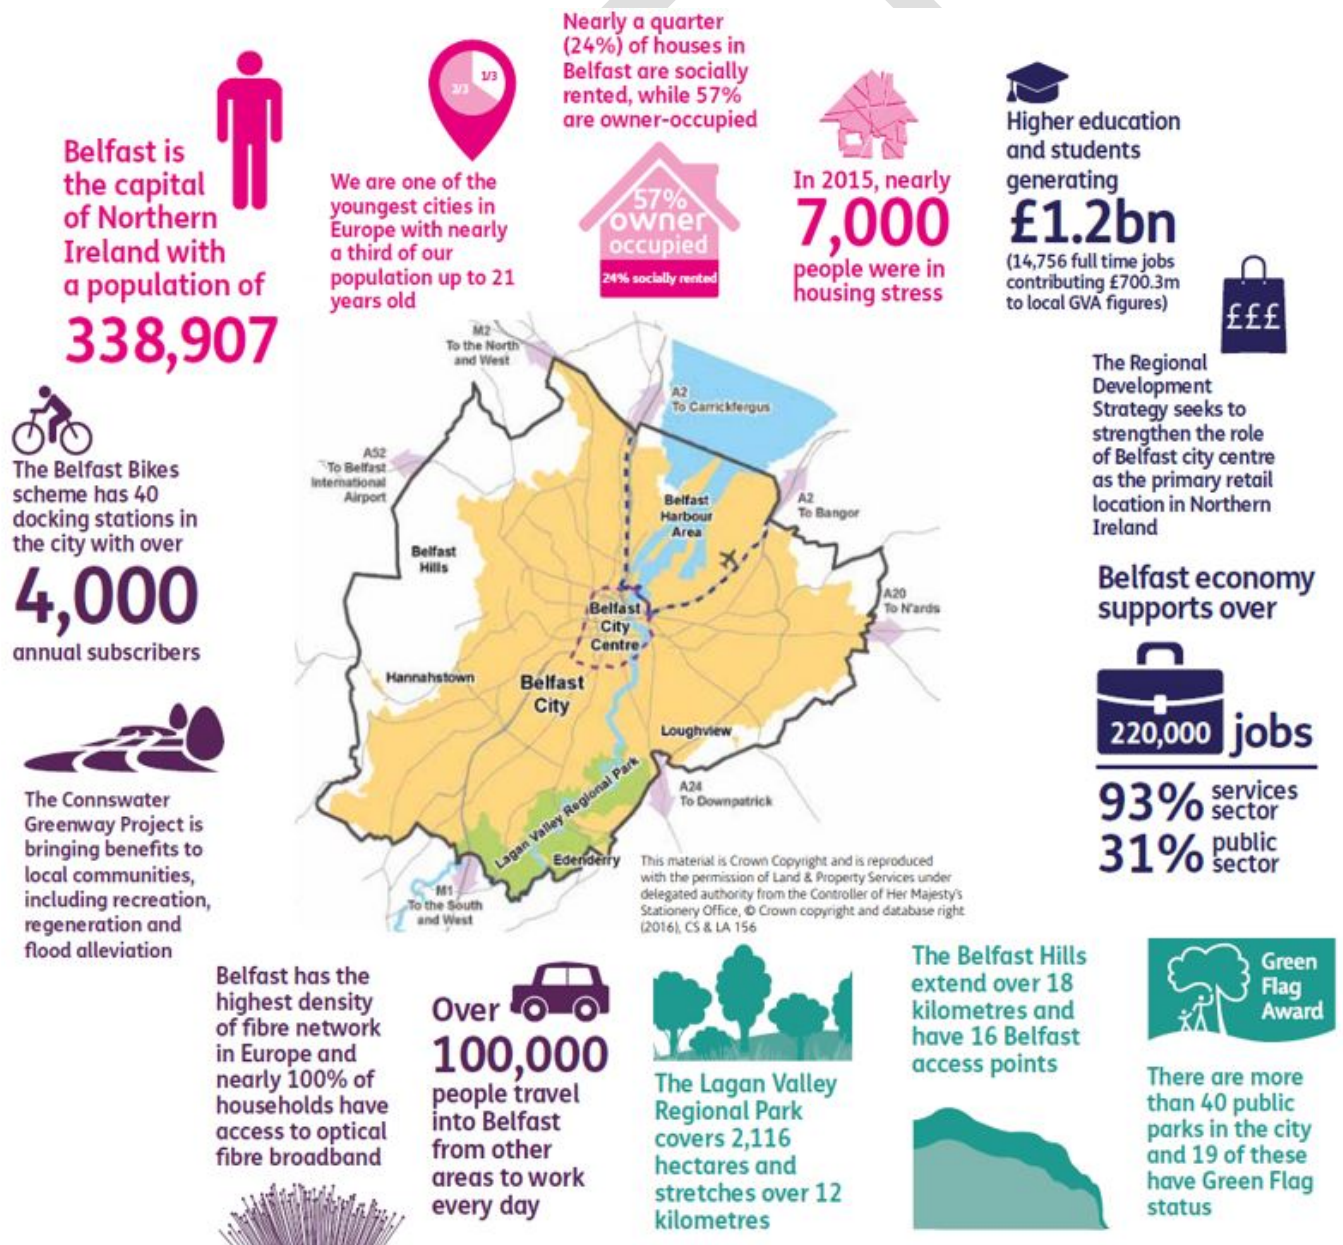 Belfast is
the capital
of Northern
Ireland with
a population of
338,907
1/3
2/3
We are one of the
youngest cities in
Europe with nearly
a third of our
population up to 21
years old
Nearly a quarter
(24%) of houses in
Belfast are socially
rented, while 57%
are owner-occupied
57%
owner
occupied
24% socially rented
In 2015, nearly
7,000
people were in
housing stress
Higher education
and students
generating
£1.2bn
(14,756 full time jobs
contributing £700.3m
to local GVA figures)
£££
The Regional
Development
Strategy seeks to
strengthen the role
of Belfast city centre
as the primary retail
location in Northern
Ireland
The Belfast Bikes
scheme has 40
docking stations in
the city with over
4,000
annual subscribers
M2
To the North
and West
A2
To Carrickfergus
A52
To Belfast
International
Airport
Belfast
Harbour
Area
A2
To Bangor
Belfast
Hills
A20
To N'ards
Belfast
City
Centre
Hannahstown
Belfast
City
Loughview
Lagan Valley Regional Park
A24
To Downpatrick
Edenderry
M1
To the South
and West
This material is Crown Copyright and is reproduced
with the permission of Land & Property Services under
delegated authority from the Controller of Her Majesty's
Stationery Office, © Crown copyright and database right
(2016), CS & LA 156
Belfast economy
supports over
220,000 jobs
93% services
sector
31% public
sector
The Connswater
Greenway Project is
bringing benefits to
local communities,
including recreation,
regeneration and
flood alleviation
Belfast has the
highest density
of fibre network
in Europe and
nearly 100% of
households have
access to optical
fibre broadband
Over
100,000
people travel
into Belfast
from other
areas to work
every day
The Lagan Valley
Regional Park
covers 2,116
hectares and
stretches over 12
kilometres
The Belfast Hills
extend over 18
kilometres and
have 16 Belfast
access points
Green
Flag
Award
There are more
than 40 public
parks in the city
and 19 of these
have Green Flag
status